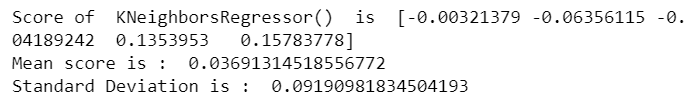 Score of  KNeighborsRegressor()  is  [-0.00321379 -0.06356115 -0.
04189242  0.1353953   0.15783778]
Mean score is :  0.03691314518556772
Standard Deviation is :  0.09190981834504193